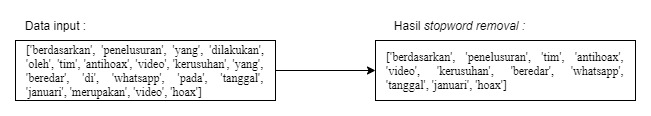 Data input :
['berdasarkan', 'penelusuran', 'yang', 'dilakukan',
'oleh', 'tim', 'antihoax', 'video', 'kerusuhan', 'yang',
'beredar', 'di', 'whatsapp', 'pada', 'tanggal',
'januari', 'merupakan', 'video', 'hoax']
Hasil stopword removal :
['berdasarkan', 'penelusuran', 'tim', 'antihoax',
'video', 'kerusuhan', 'beredar', 'whatsapp',
'tanggal', 'januari', 'hoax']